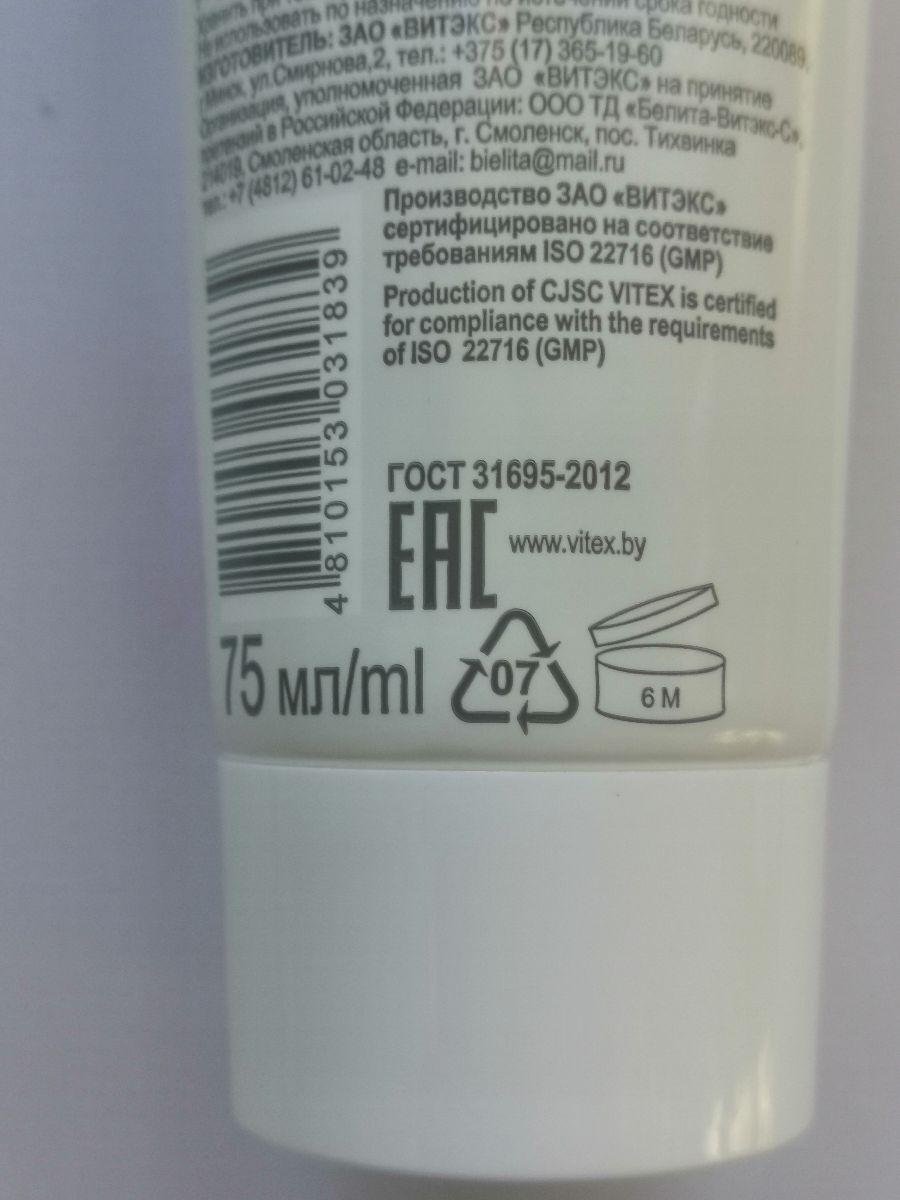 Не использовать по назначению по истечении срока годности
ИЗГОТОВИТЕЛЬ: ЗАО «ВИТЭКС» Республика Беларусь, 220089,
г.Минск, ул.Смирнова,2, тел.: +375 (17) 365-19-60
Организация, уполномоченная ЗАО «ВИТЭКС» на принятие
претензий в Российской Федерации: ООО ТД «Белита-Витэкс-С»,
214019, Смоленская область, г. Смоленск, пос. Тихвинка
тел.: +7 (4812) 61-02-48 e-mail: bielita@mail.ru
Производство ЗАО «ВИТЭКС»
сертифицировано на соответствие
требованиям ISO 22716 (GMP)
Production of CJSC VITEX is certified
for compliance with the requirements
of ISO 22716 (GMP)
4 810153 031839
ГОСТ 31695-2012
ЕАС
www.vitex.by
75 мл/ml
07
6 M